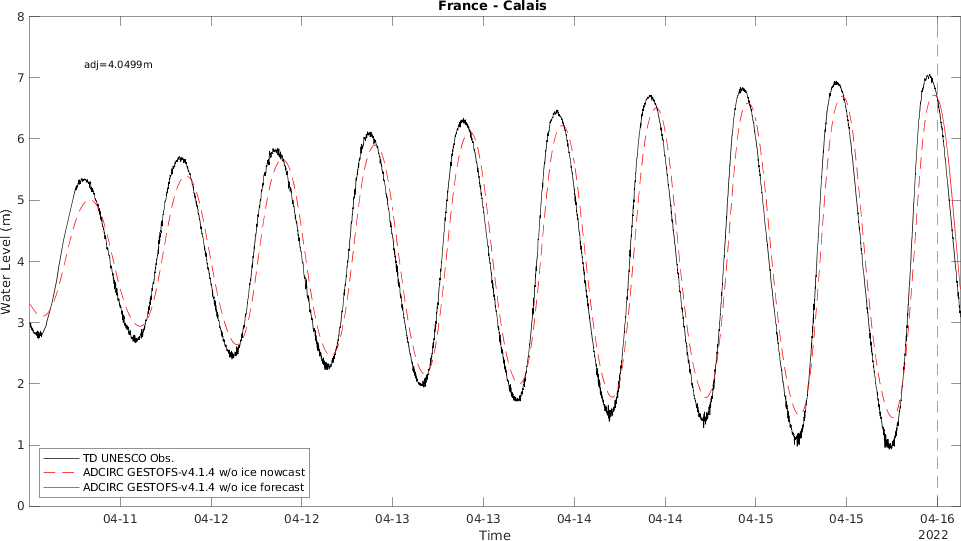 France - Calais
8
adj=4.0499m
7
6
5
4
3
2
1
0
Water Level (m)
TD UNESCO Obs.
ADCIRC GESTOFS-v4.1.4 w/o ice nowcast
ADCIRC GESTOFS-v4.1.4 w/o ice forecast
04-11 04-12 04-12 04-13 04-13 04-14 04-14 04-15 04-15 04-16
2022
Time